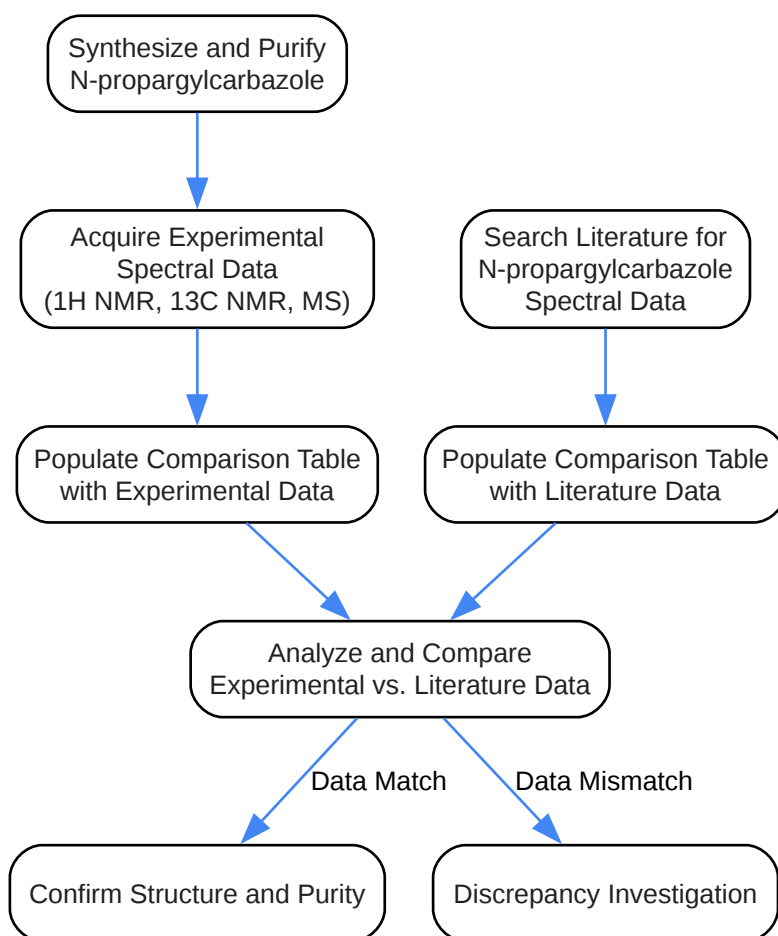 Synthesize and Purify
N-propargylcarbazole
Acquire Experimental
Spectral Data
(1H NMR, 13C NMR, MS)
Search Literature for
N-propargylcarbazole
Spectral Data
Populate Comparison Table
with Experimental Data
Populate Comparison Table
with Literature Data
Analyze and Compare
Experimental vs. Literature Data
Data Match
Data Mismatch
Confirm Structure and Purity
Discrepancy Investigation